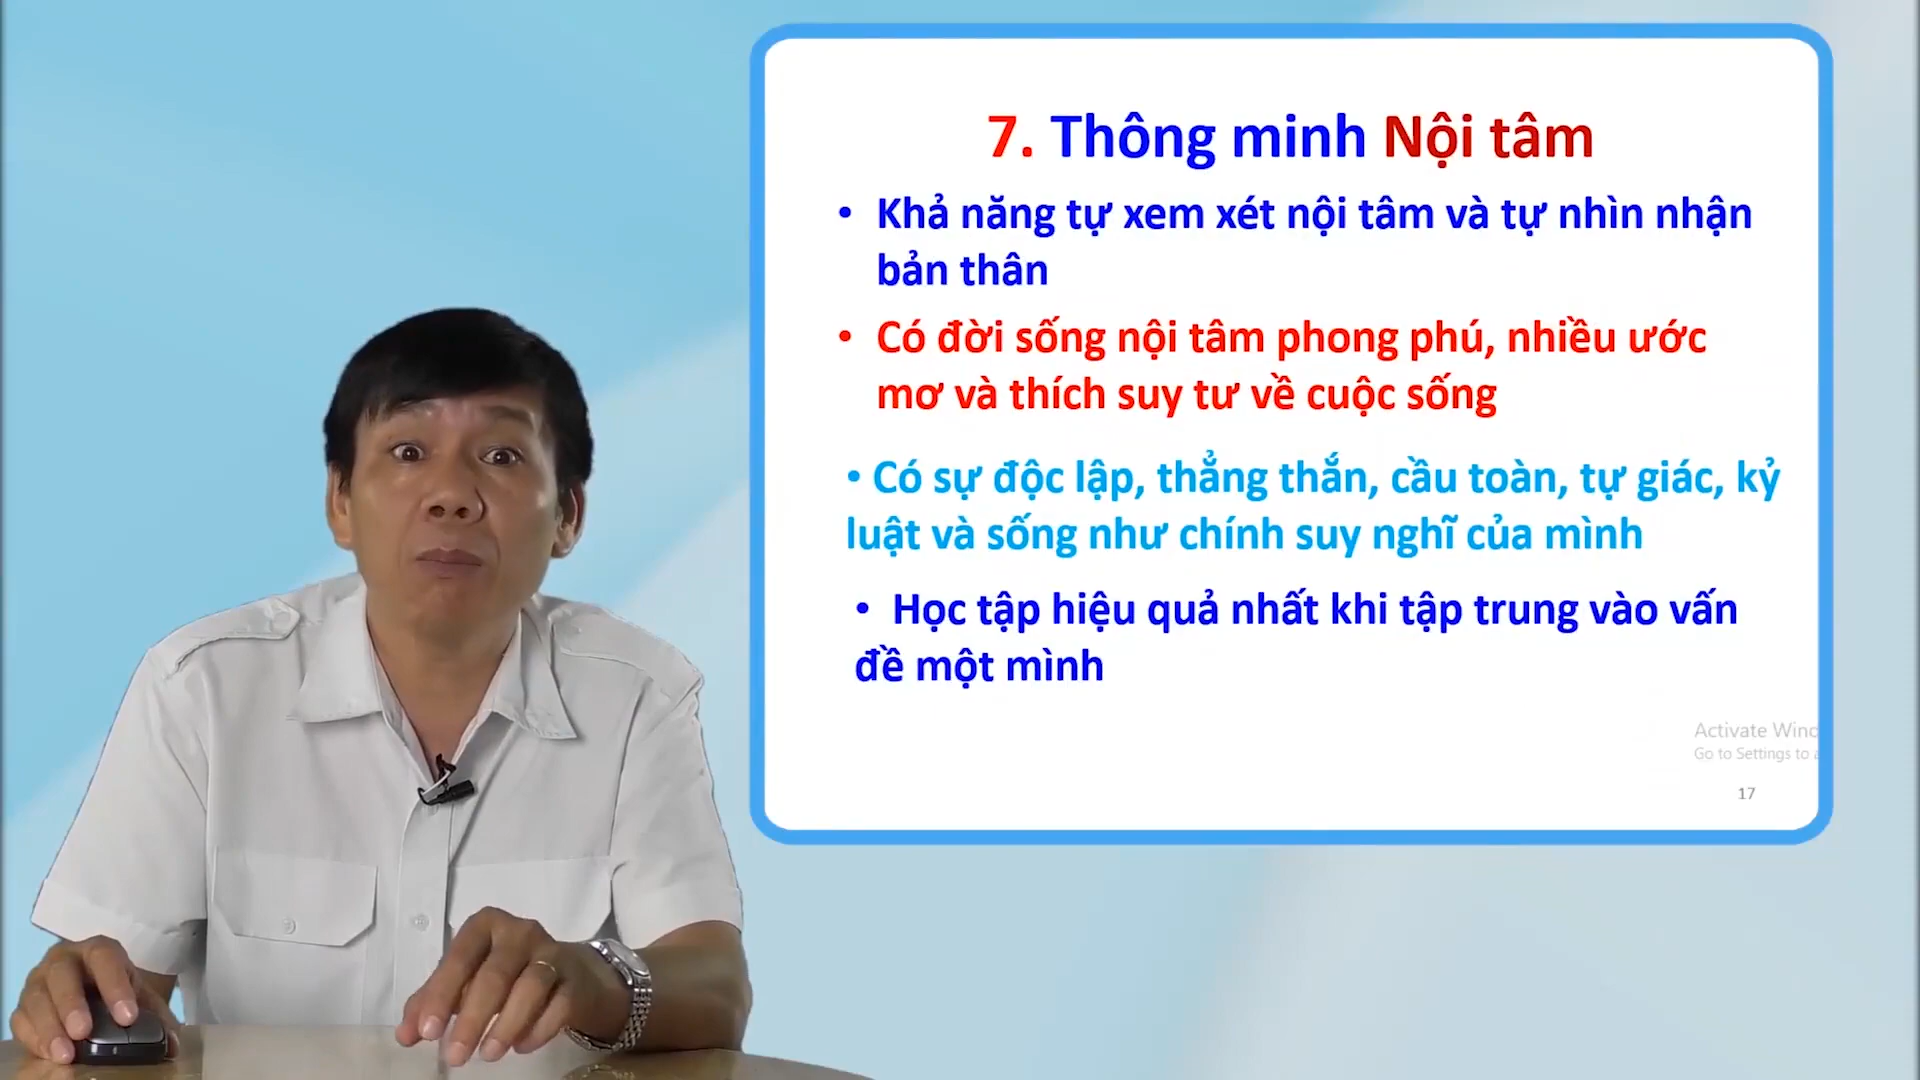 7. Thông minh Nội tâm
• Khả năng tự xem xét nội tâm và tự nhìn nhận
bản thân
• Có đời sống nội tâm phong phú, nhiều ước
mơ và thích suy tư về cuộc sống
• Có sự độc lập, thẳng thắn, cầu toàn, tự giác, kỷ
luật và sống như chính suy nghĩ của mình
• Học tập hiệu quả nhất khi tập trung vào vấn
đề một mình
Activate Wind
Go to Settings to a
17